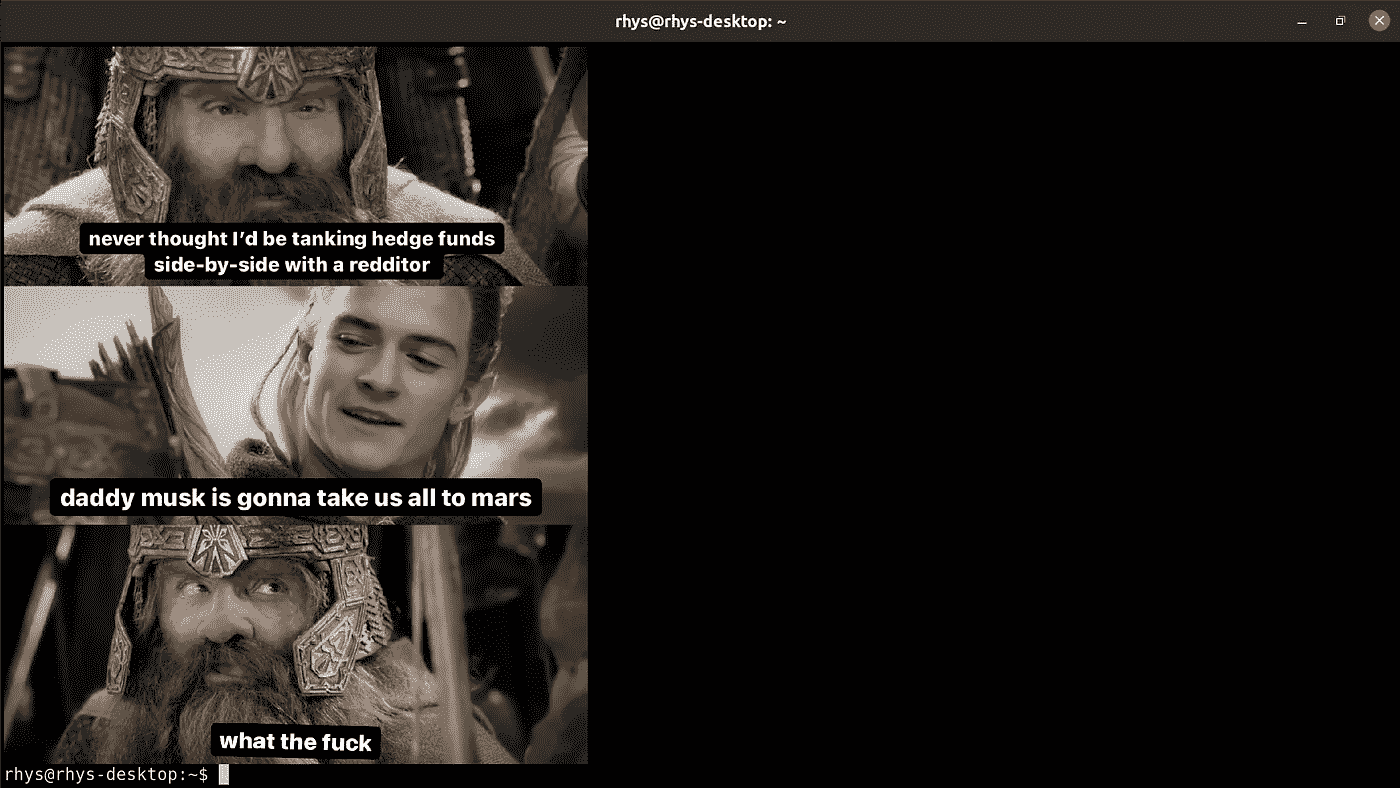 rhys@rhys-desktop: ~
never thought I’d be tanking hedge funds
side-by-side with a redditor
daddy musk is gonna take us all to mars
what the fuck
rhys@rhys-desktop:~$